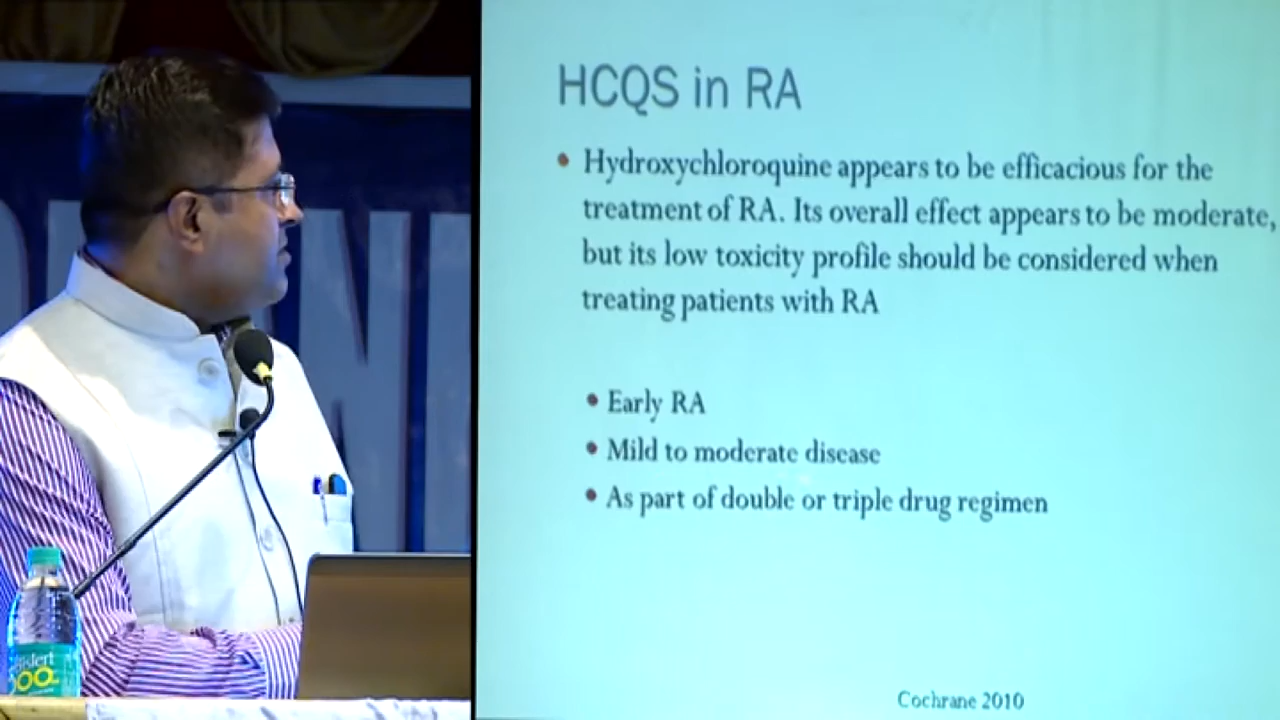 HCQS in RA
• Hydroxychloroquine appears to be efficacious for the
treatment of RA. Its overall effect appears to be moderate,
but its low toxicity profile should be considered when
treating patients with RA
• Early RA
• Mild to moderate disease
• As part of double or triple drug regimen
Cochrane 2010